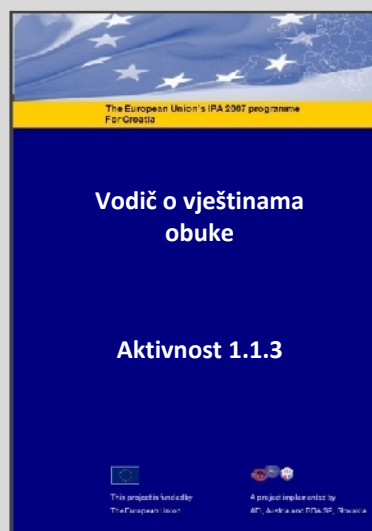 The European Union's IPA 2007 programme
For Croatia
Vodič o vještinama
obuke
Aktivnost 1.1.3
This project is funded by
The European Union
A project implemented by
and